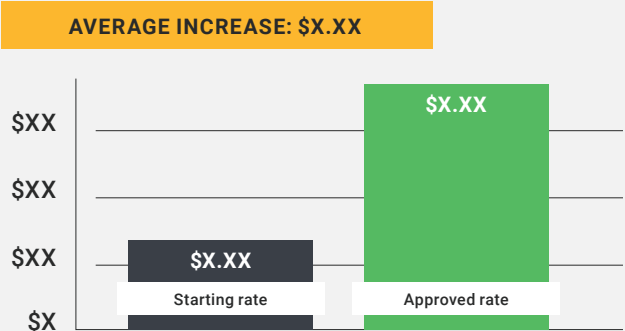 AVERAGE INCREASE: $X.XX
$XX
$X.XX
$XX
$XX
$X.XX
Starting rate
Approved rate
$X